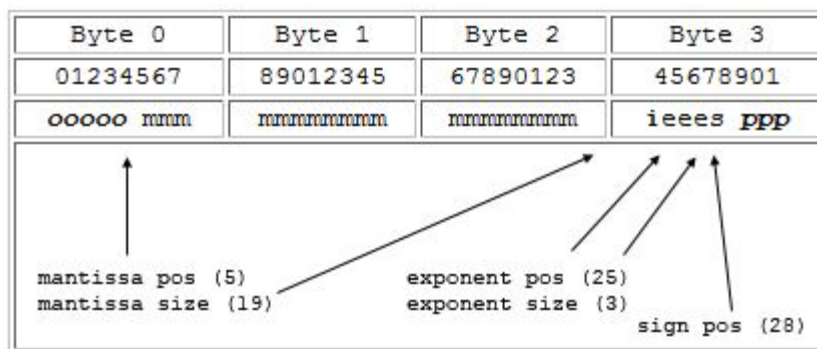 Byte 0 Byte 1 Byte 2 Byte 3
01234567 89012345 67890123 45678901
ooooo mmm mmmmmmmm mmmmmmmm ieees ppp
mantissa pos (5)
mantissa size (19)
exponent pos (25)
exponent size (3)
sign pos (28)